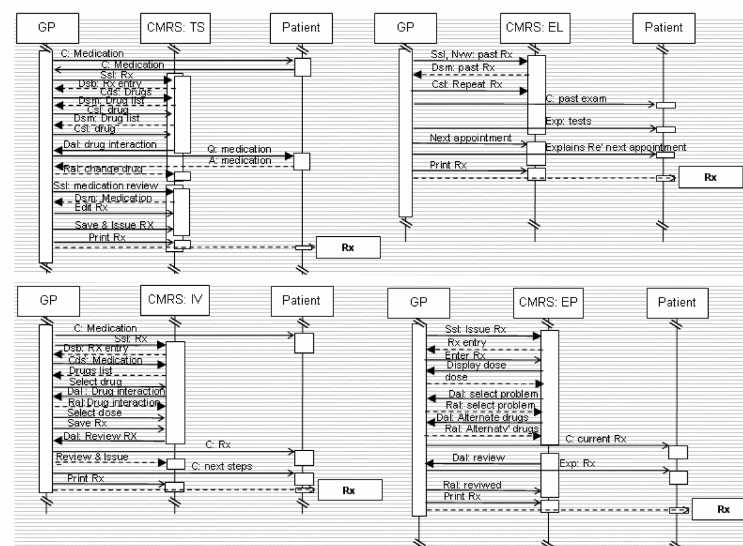 GP
CMRS: TS
Patient
C: Medication
C: Medication
Ssl: Rx
Dsb: Rx entry
Cds: Drugs
Dsm: Drug list
Csl: drug
Dsm: Drug list
Csl: drug
Dal: drug interaction
Q: medication
A: medication
Ral: change drug
Ssl: medication review
Dsm: Medication
Edit Rx
Save & Issue RX
Print Rx
Rx
GP
CMRS: EL
Patient
Ssl, Nvw: past Rx
Dsm: past Rx
Csl: Repeat Rx
C: past exam
Exp: tests
Next appointment
Explains Re' next appointment
Print Rx
Rx
GP
CMRS: IV
Patient
C: Medication
Ssl: Rx
Dsb: RX entry
Cds: Medication
Drugs list
Select drug
Dal : Drug interaction
Ral:Drug interaction
Select dose
Save Rx
Dal: Review RX
C: Rx
Review & Issue
C: next steps
Print Rx
Rx
GP
CMRS: EP
Patient
Ssl: Issue Rx
Rx entry
Enter Rx
Display dose
dose
Dal: select problem
Ral: select problem
Dal: Alternate drugs
Ral: Alternatv' drugs
C: current Rx
Dal: review
Exp: Rx
Ral: reviwed
Print Rx
Rx